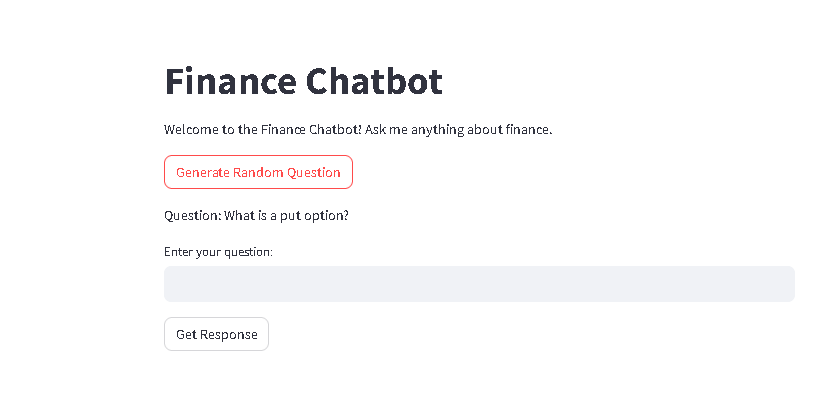 Finance Chatbot
Welcome to the Finance Chatbot! Ask me anything about finance.
Generate Random Question
Question: What is a put option?
Enter your question:
Get Response